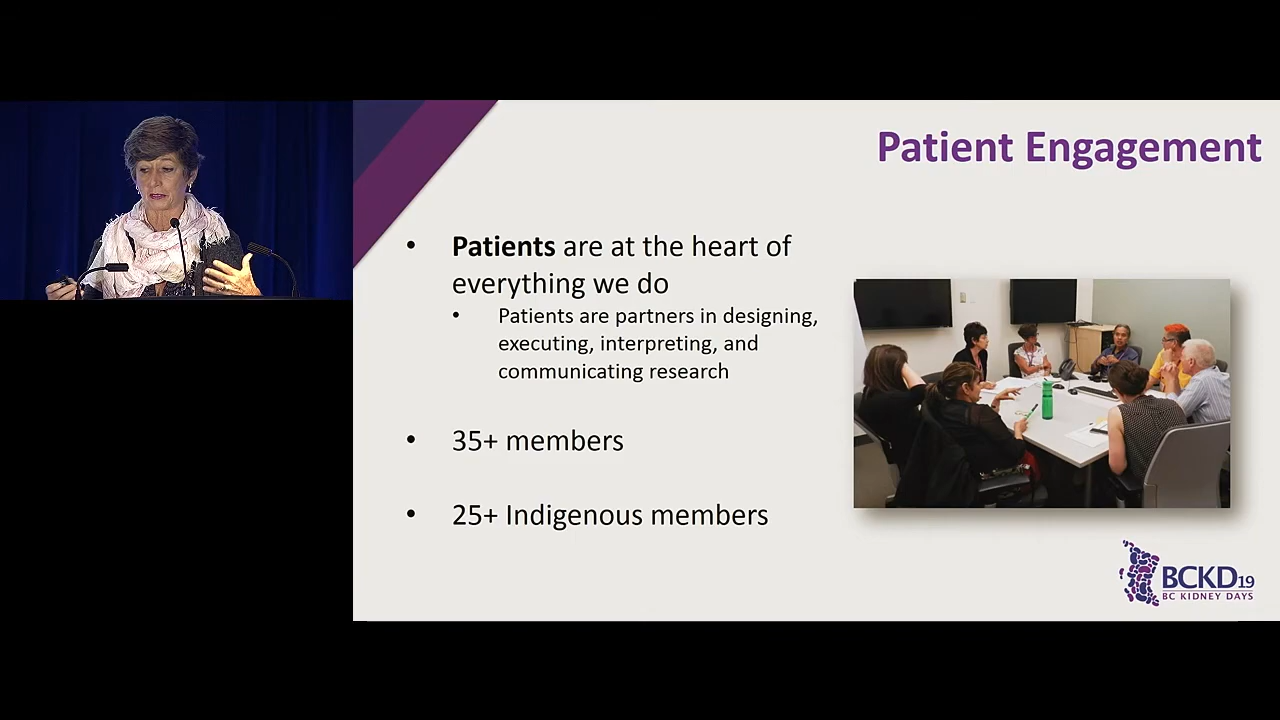 Patient Engagement
• Patients are at the heart of
everything we do
• Patients are partners in designing,
executing, interpreting, and
communicating research
• 35+ members
• 25+ Indigenous members
BCKD19
BC KIDNEY DAYS